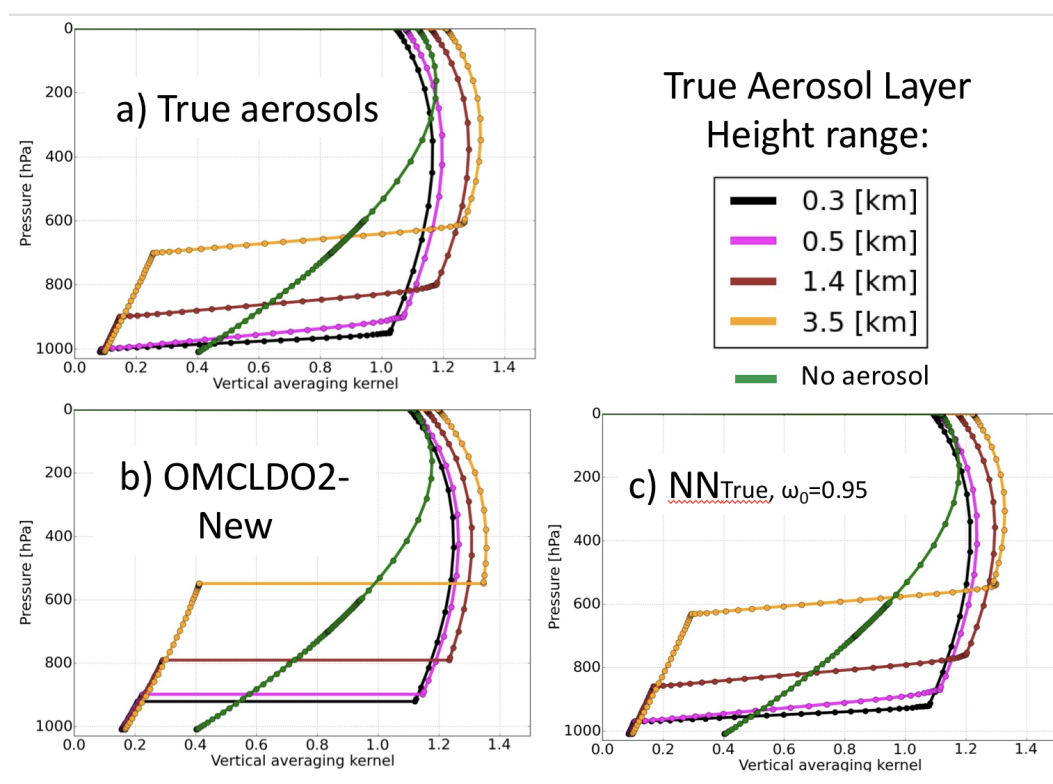 a) True aerosols
0
200
400
600
800
1000
Pressure [hPa]
0.0 0.2 0.4 0.6 0.8 1.0 1.2 1.4
Vertical averaging kernel
True Aerosol Layer
Height range:
0.3 [km]
0.5 [km]
1.4 [km]
3.5 [km]
No aerosol
b) OMCLDO2-
New
0
200
400
600
800
1000
Pressure [hPa]
0.0 0.2 0.4 0.6 0.8 1.0 1.2 1.4
Vertical averaging kernel
c) NNTrue, ω0=0.95
0
200
400
600
800
1000
Pressure [hPa]
0.0 0.2 0.4 0.6 0.8 1.0 1.2 1.4
Vertical averaging kernel